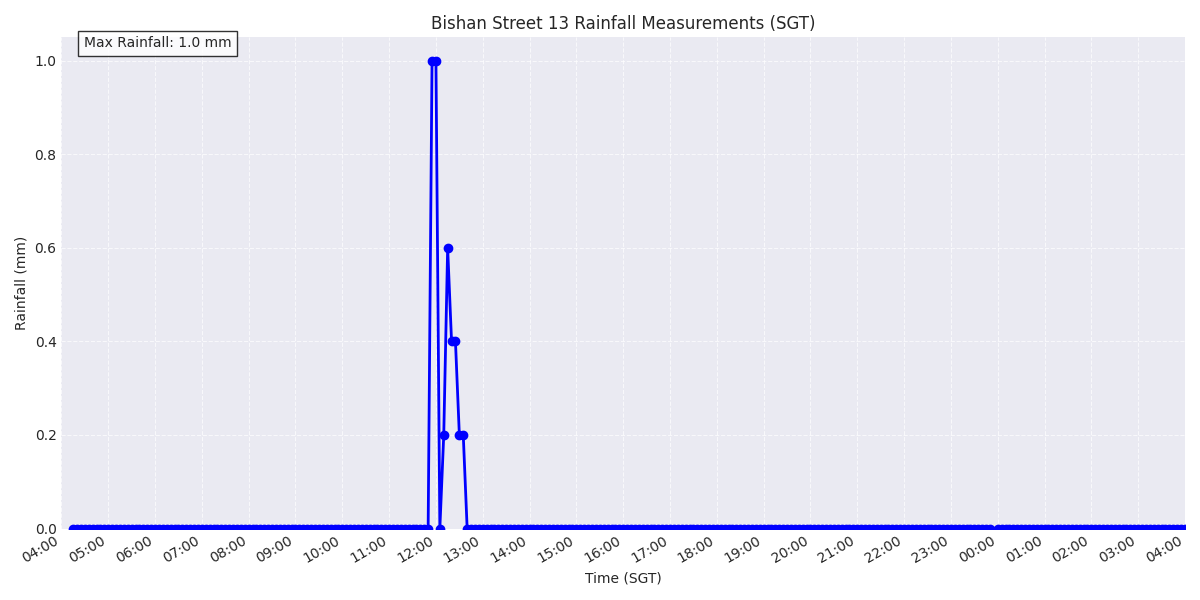 Bishan Street 13 Rainfall Measurements (SGT)
Max Rainfall: 1.0 mm
1.0
0.8
0.6
0.4
0.2
0.0
Rainfall (mm)
04:00 05:00 06:00 07:00 08:00 09:00 10:00 11:00 12:00 13:00 14:00 15:00 16:00 17:00 18:00 19:00 20:00 21:00 22:00 23:00 00:00 01:00 02:00 03:00 04:00
Time (SGT)